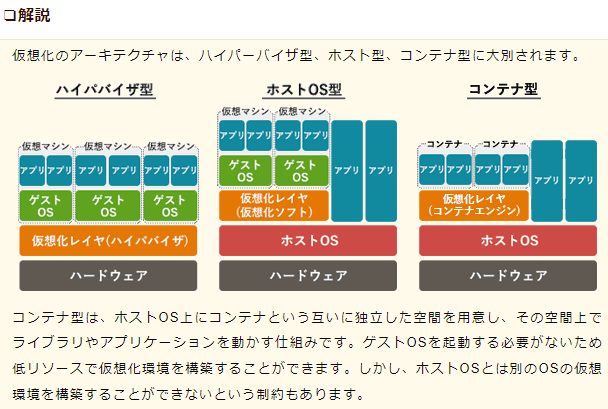 ❏解説
仮想化のアーキテクチャは、ハイパーバイザ型、ホスト型、コンテナ型に大別されます。
ハイパバイザ型 ホストOS型 コンテナ型
仮想マシン 仮想マシン
アプリ アプリ アプリ アプリ アプリ アプリ
仮想マシン 仮想マシン 仮想マシン
コンテナ コンテナ
アプリ アプリ アプリ アプリ アプリ アプリ
ゲストOS ゲストOS
アプリ アプリ アプリ アプリ アプリ アプリ
ゲストOS ゲストOS ゲストOS
仮想化レイヤ(仮想化ソフト)
仮想化レイヤ(コンテナエンジン)
仮想化レイヤ(ハイパバイザ) ホストOS ホストOS
ハードウェア ハードウェア ハードウェア
コンテナ型は、ホストOS上にコンテナという互いに独立した空間を用意し、その空間上で
ライブラリやアプリケーションを動かす仕組みです。ゲストOSを起動する必要がないため
低リソースで仮想化環境を構築することができます。しかし、ホストOSとは別のOSの仮想
環境を構築することができないという制約もあります。